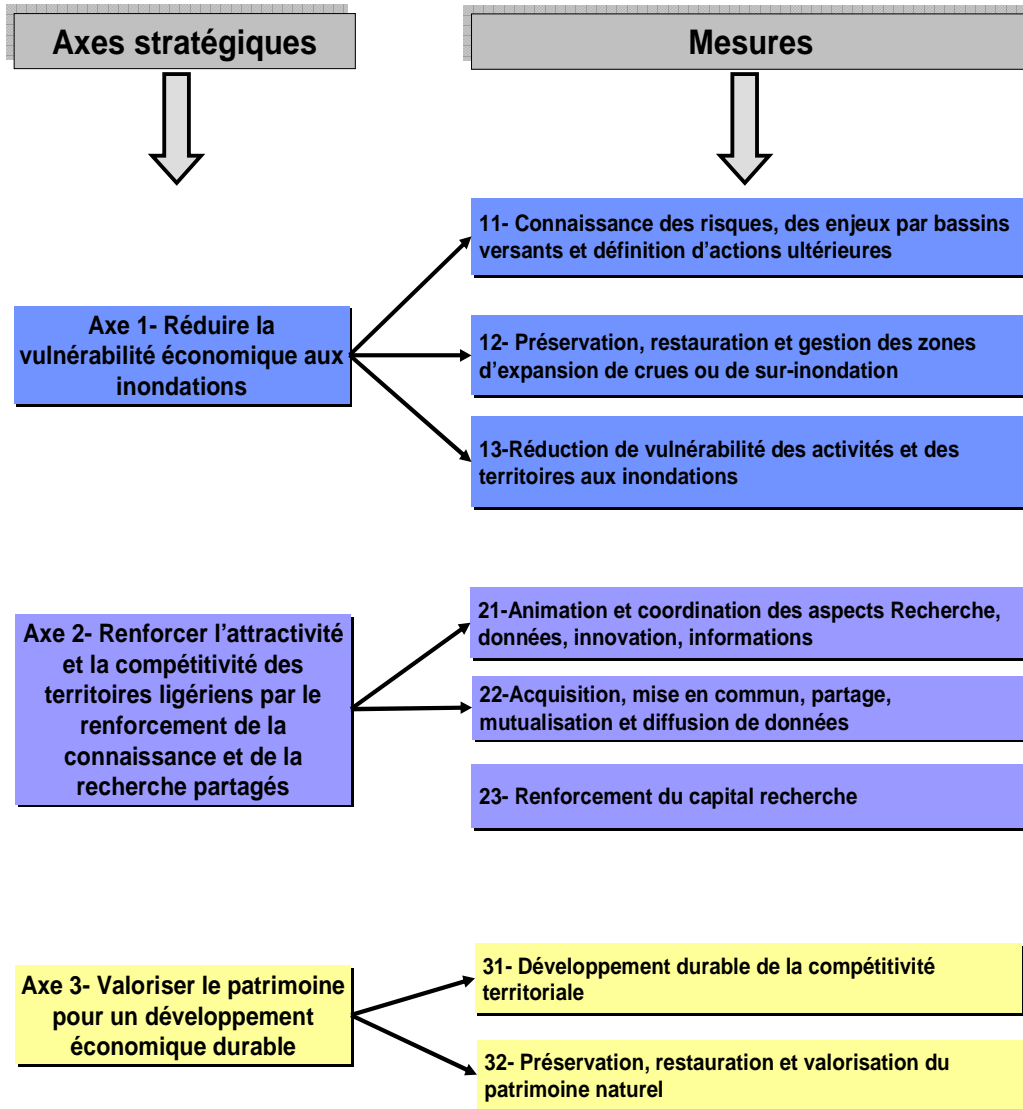 Axes stratégiques
Mesures
Axe 1- Réduire la
vulnérabilité économique aux
inondations
11- Connaissance des risques, des enjeux par bassins
versants et définition d'actions ultérieures
12- Préservation, restauration et gestion des zones
d'expansion de crues ou de sur-inondation
13-Réduction de vulnérabilité des activités et des
territoires aux inondations
Axe 2- Renforcer l'attractivité
et la compétitivité des
territoires ligériens par le
renforcement de la
connaissance et de la
recherche partagés
21-Animation et coordination des aspects Recherche,
données, innovation, informations
22-Acquisition, mise en commun, partage,
mutualisation et diffusion de données
23- Renforcement du capital recherche
Axe 3- Valoriser le patrimoine
pour un développement
économique durable
31- Développement durable de la compétitivité
territoriale
32- Préservation, restauration et valorisation du
patrimoine naturel